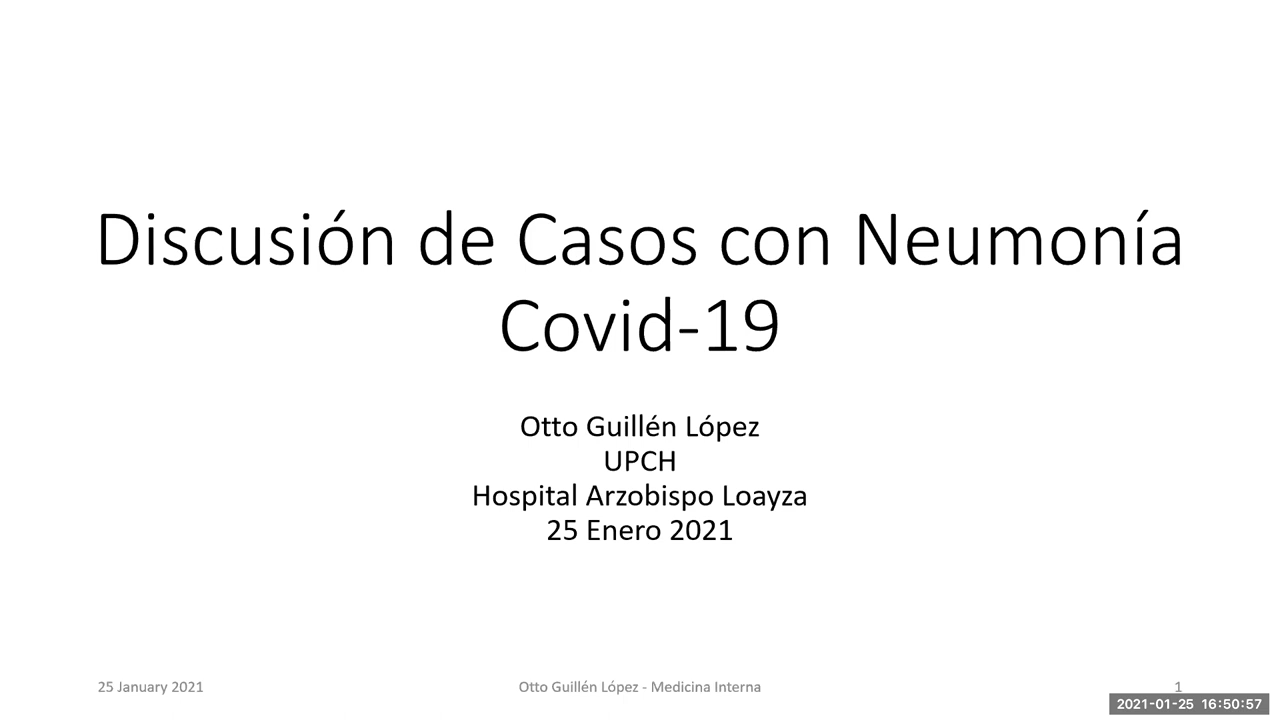 Discusión de Casos con Neumonía
Covid-19
Otto Guillén López
UPCH
Hospital Arzobispo Loayza
25 Enero 2021
25 January 2021
Otto Guillén López - Medicina Interna
1
2021-01-25 16:50:57